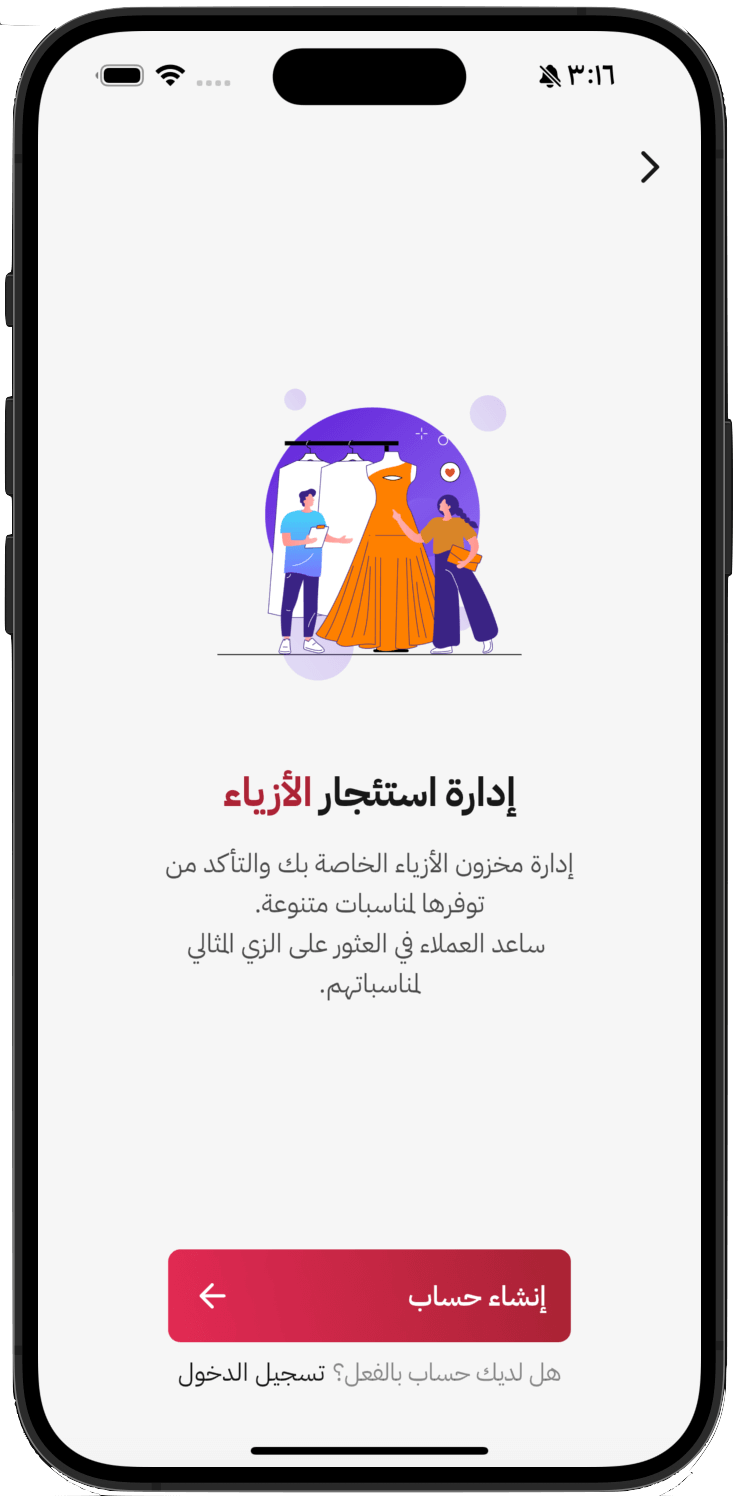 ٣:١٦
إدارة استئجار الأزياء
إدارة مخزون الأزياء الخاصة بك والتأكد من
توفرها لمناسبات متنوعة.
ساعد العملاء في العثور على الزي المثالي
لمناسباتهم.
إنشاء حساب
هل لديك حساب بالفعل؟ تسجيل الدخول